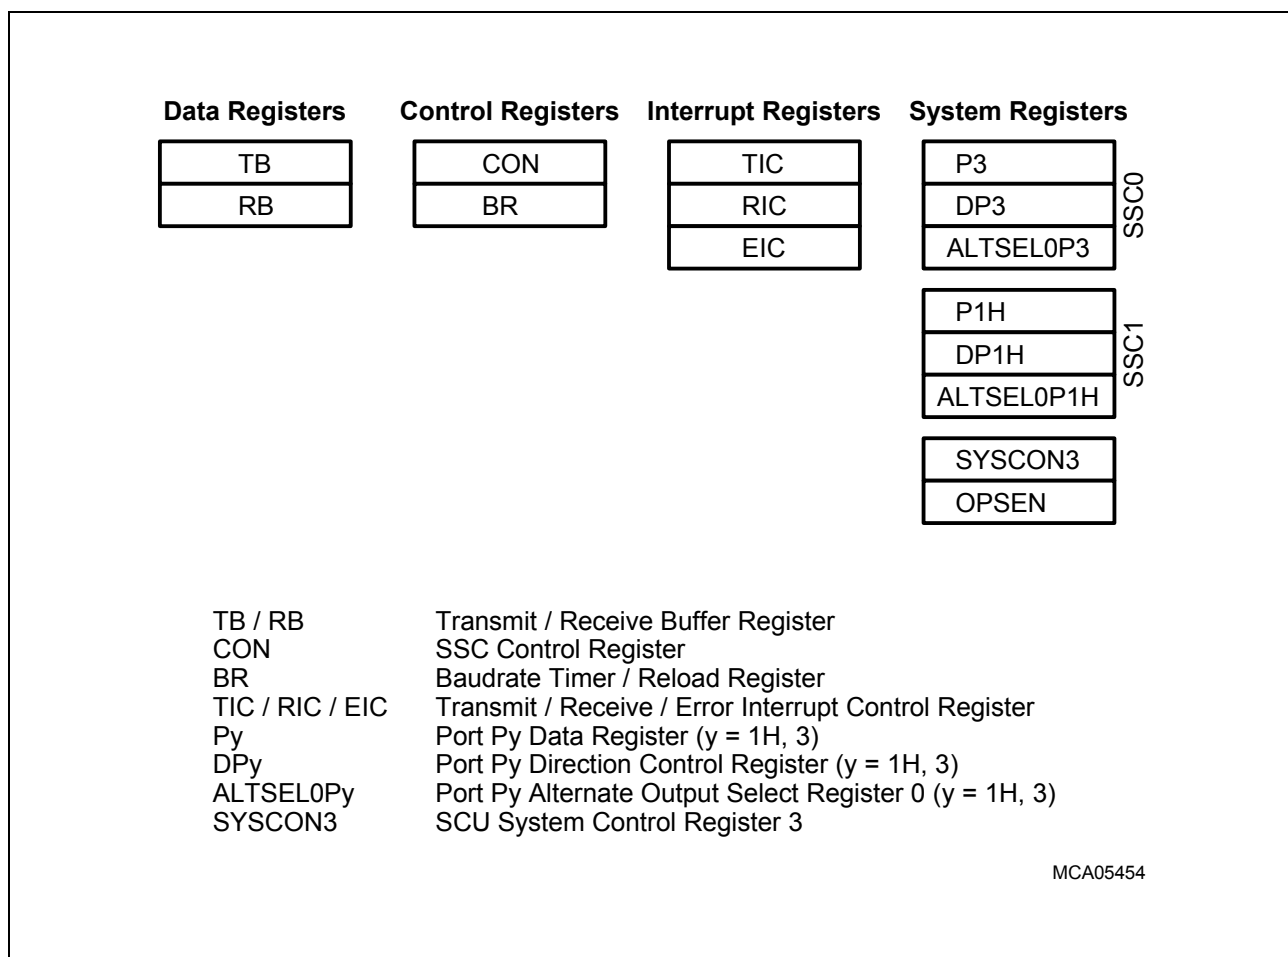 Data Registers Control Registers Interrupt Registers System Registers
TB CON TIC P3
RB BR RIC DP3
EIC ALTSEL0P3
SSC0
P1H
DP1H
ALTSEL0P1H
SSC1
SYSCON3
OPSEN
TB / RB Transmit / Receive Buffer Register
CON SSC Control Register
BR Baudrate Timer / Reload Register
TIC / RIC / EIC Transmit / Receive / Error Interrupt Control Register
Py Port Py Data Register (y = 1H, 3)
DPy Port Py Direction Control Register (y = 1H, 3)
ALTSEL0Py Port Py Alternate Output Select Register 0 (y = 1H, 3)
SYSCON3 SCU System Control Register 3
MCA05454